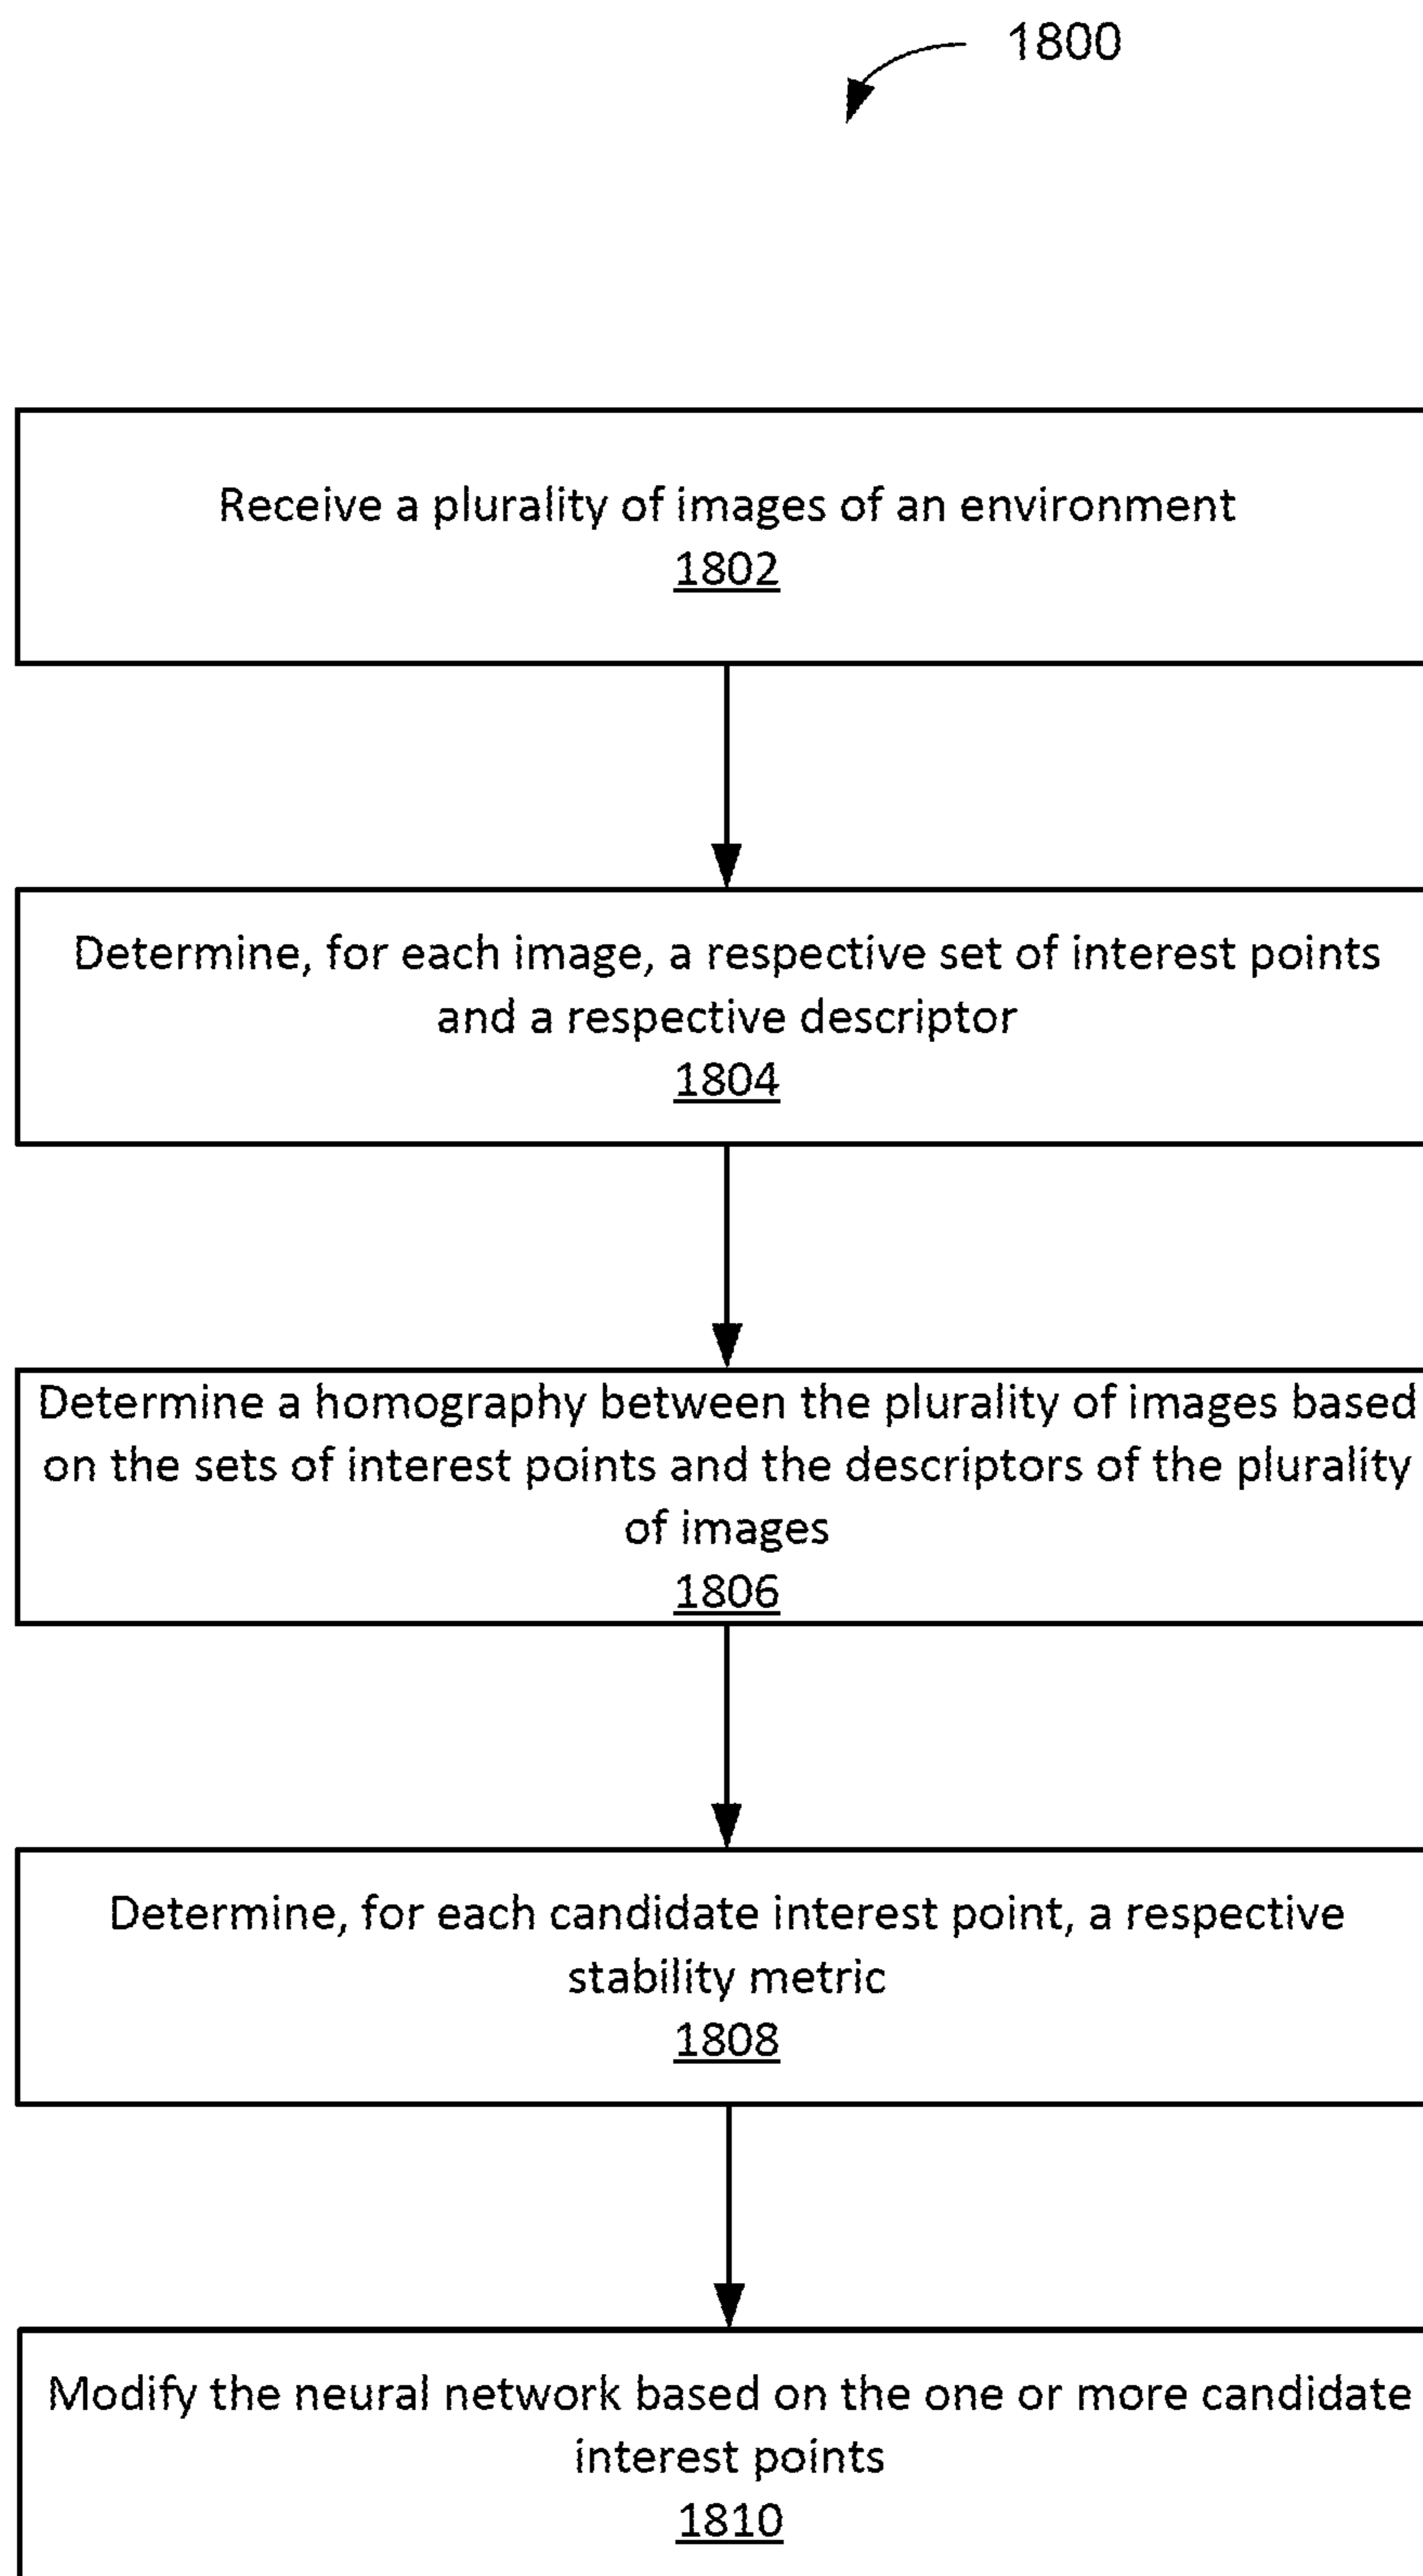 1800
Receive a plurality of images of an environment
1802
Determine, for each image, a respective set of interest points
and a respective descriptor
1804
Determine a homography between the plurality of images based
on the sets of interest points and the descriptors of the plurality
of images
1806
Determine, for each candidate interest point, a respective
stability metric
1808
Modify the neural network based on the one or more candidate
interest points
1810